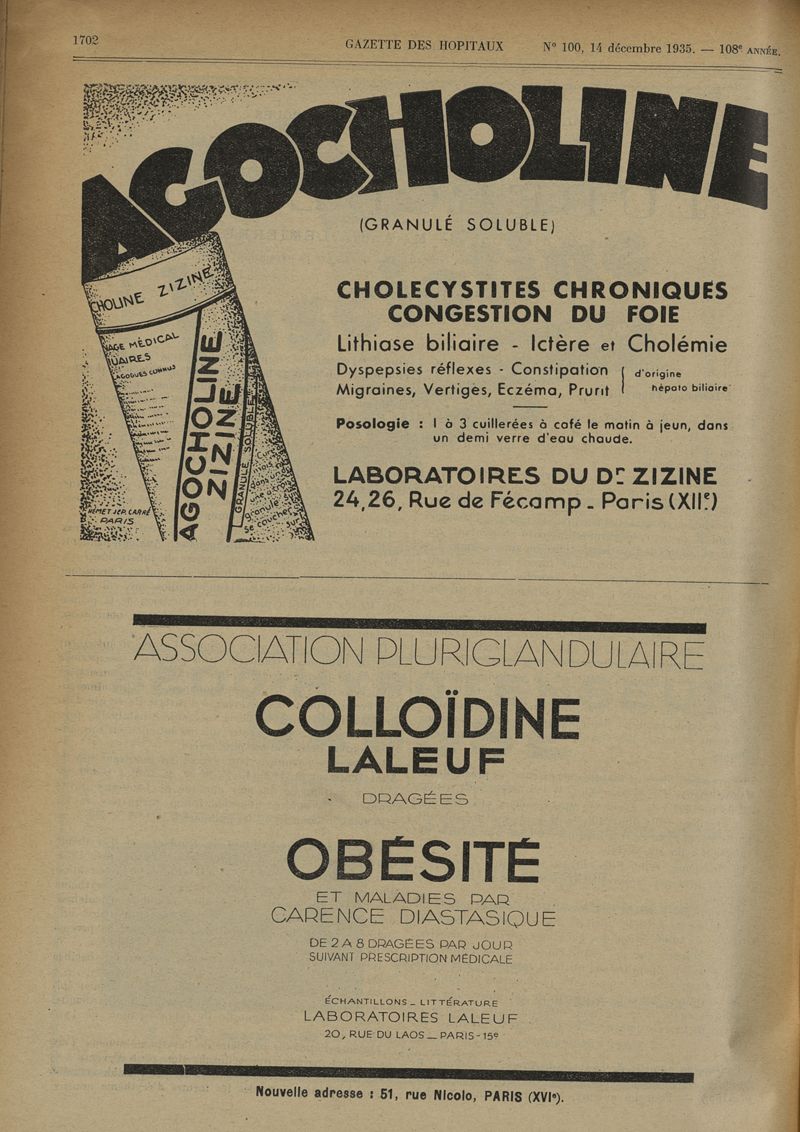 1702
GAZETTE DES HOPITAUX
N° 100, 14 décembre 1935. — 108e ANNÉE.
AGOCHOLINE
(GRANULÉ SOLUBLE)
CHOLINE ZIZINE
MÉDICAL
AGOCHOLINE
ZIZINE
GRANULÉ SOLUBLE
PARIS
CHOLECYSTITES CHRONIQUES
CONGESTION DU FOIE
Lithiase biliaire - Ictère et Cholémie
Dyspepsies réflexes - Constipation
Migraines, Vertiges, Eczéma, Prurit
d'origine
hépato biliaire
Posologie : 1 à 3 cuillerées à café le matin à jeun, dans
un demi verre d'eau chaude.
LABORATOIRES DU Dr ZIZINE
24,26, Rue de Fécamp - Paris (XIIe)
ASSOCIATION PLURIGLANDULAIRE
COLLOÏDINE
LALEUF
DRAGÉES
OBÉSITÉ
ET MALADIES PAR
CARENCE DIASTASIQUE
DE 2 A 8 DRAGÉES PAR JOUR
SUIVANT PRESCRIPTION MÉDICALE
ÉCHANTILLONS - LITTÉRATURE
LABORATOIRES LALEUF
20, RUE DU LAOS - PARIS-15e
Nouvelle adresse : 51, rue Nicolo, PARIS (XVIe).